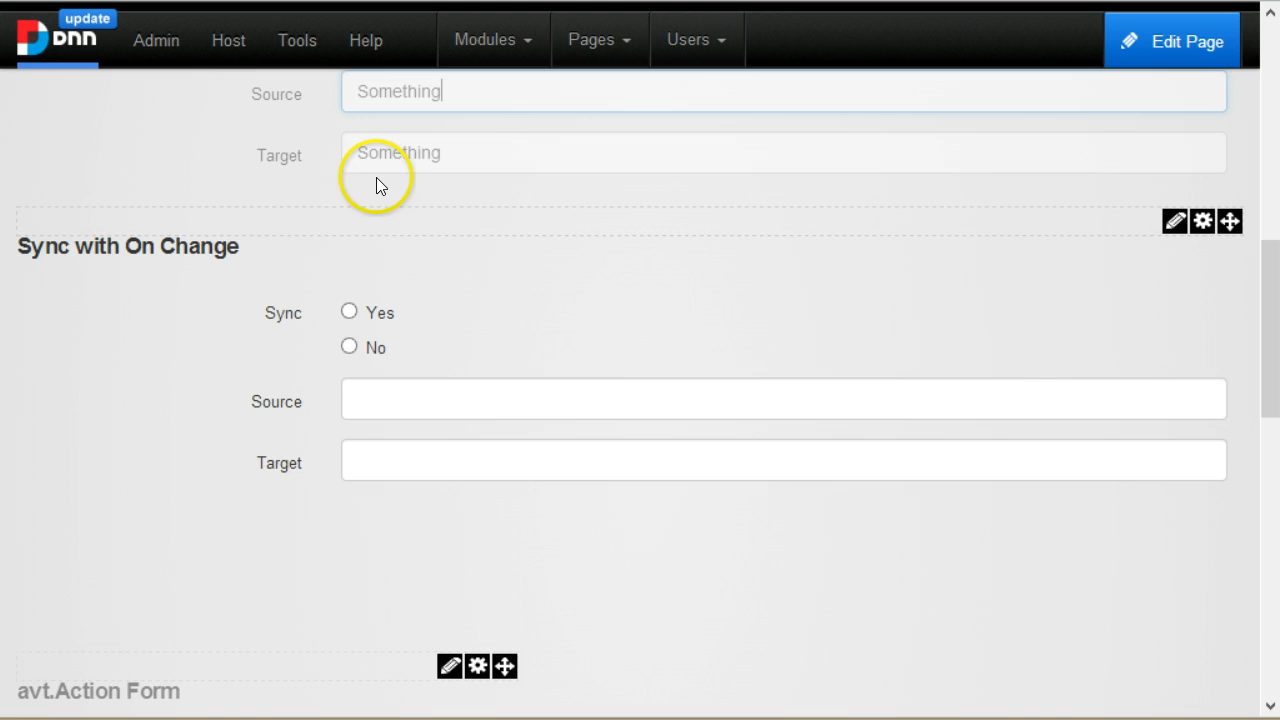 update
DNN Admin Host Tools Help Modules Pages Users Edit Page
Source Something
Target Something
Sync with On Change
Sync Yes
No
Source
Target
avt.Action Form